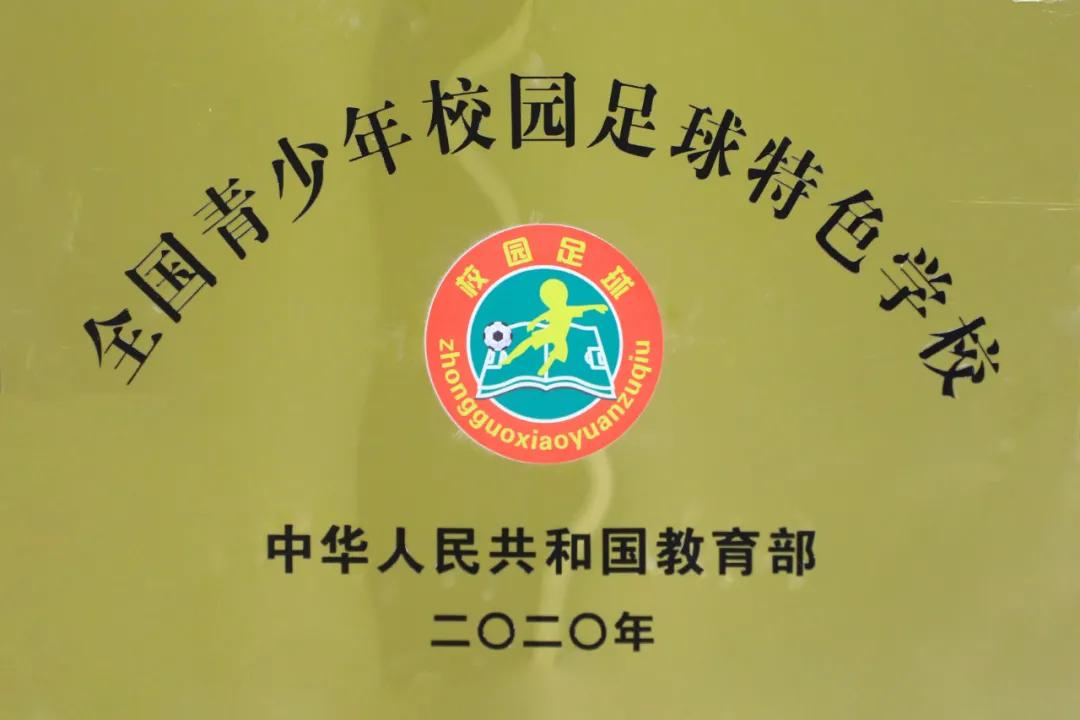 全国青少年校园足球特色学校
校园足球
zhongguoxiaoyuanzuqiu
中华人民共和国教育部
二〇二〇年